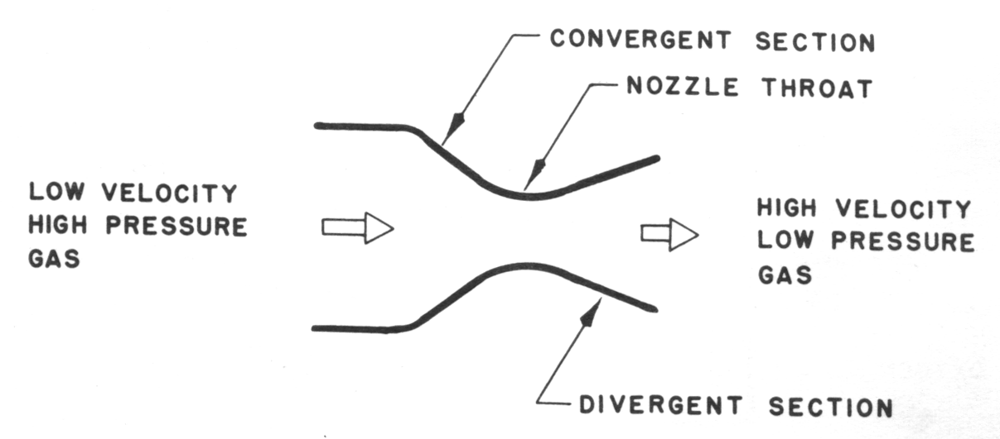 CONVERGENT SECTION
NOZZLE THROAT
LOW VELOCITY
HIGH PRESSURE
GAS
HIGH VELOCITY
LOW PRESSURE
GAS
DIVERGENT SECTION